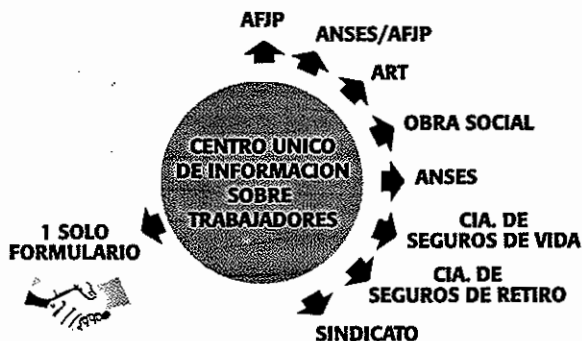 AFJP
ANSES/AFJP
ART
OBRA SOCIAL
ANSES
CIA. DE
SEGUROS DE VIDA
CIA. DE
SEGUROS DE RETIRO
SINDICATO
CENTRO UNICO
DE INFORMACION
SOBRE
TRABAJADORES
1 SOLO
FORMULARIO